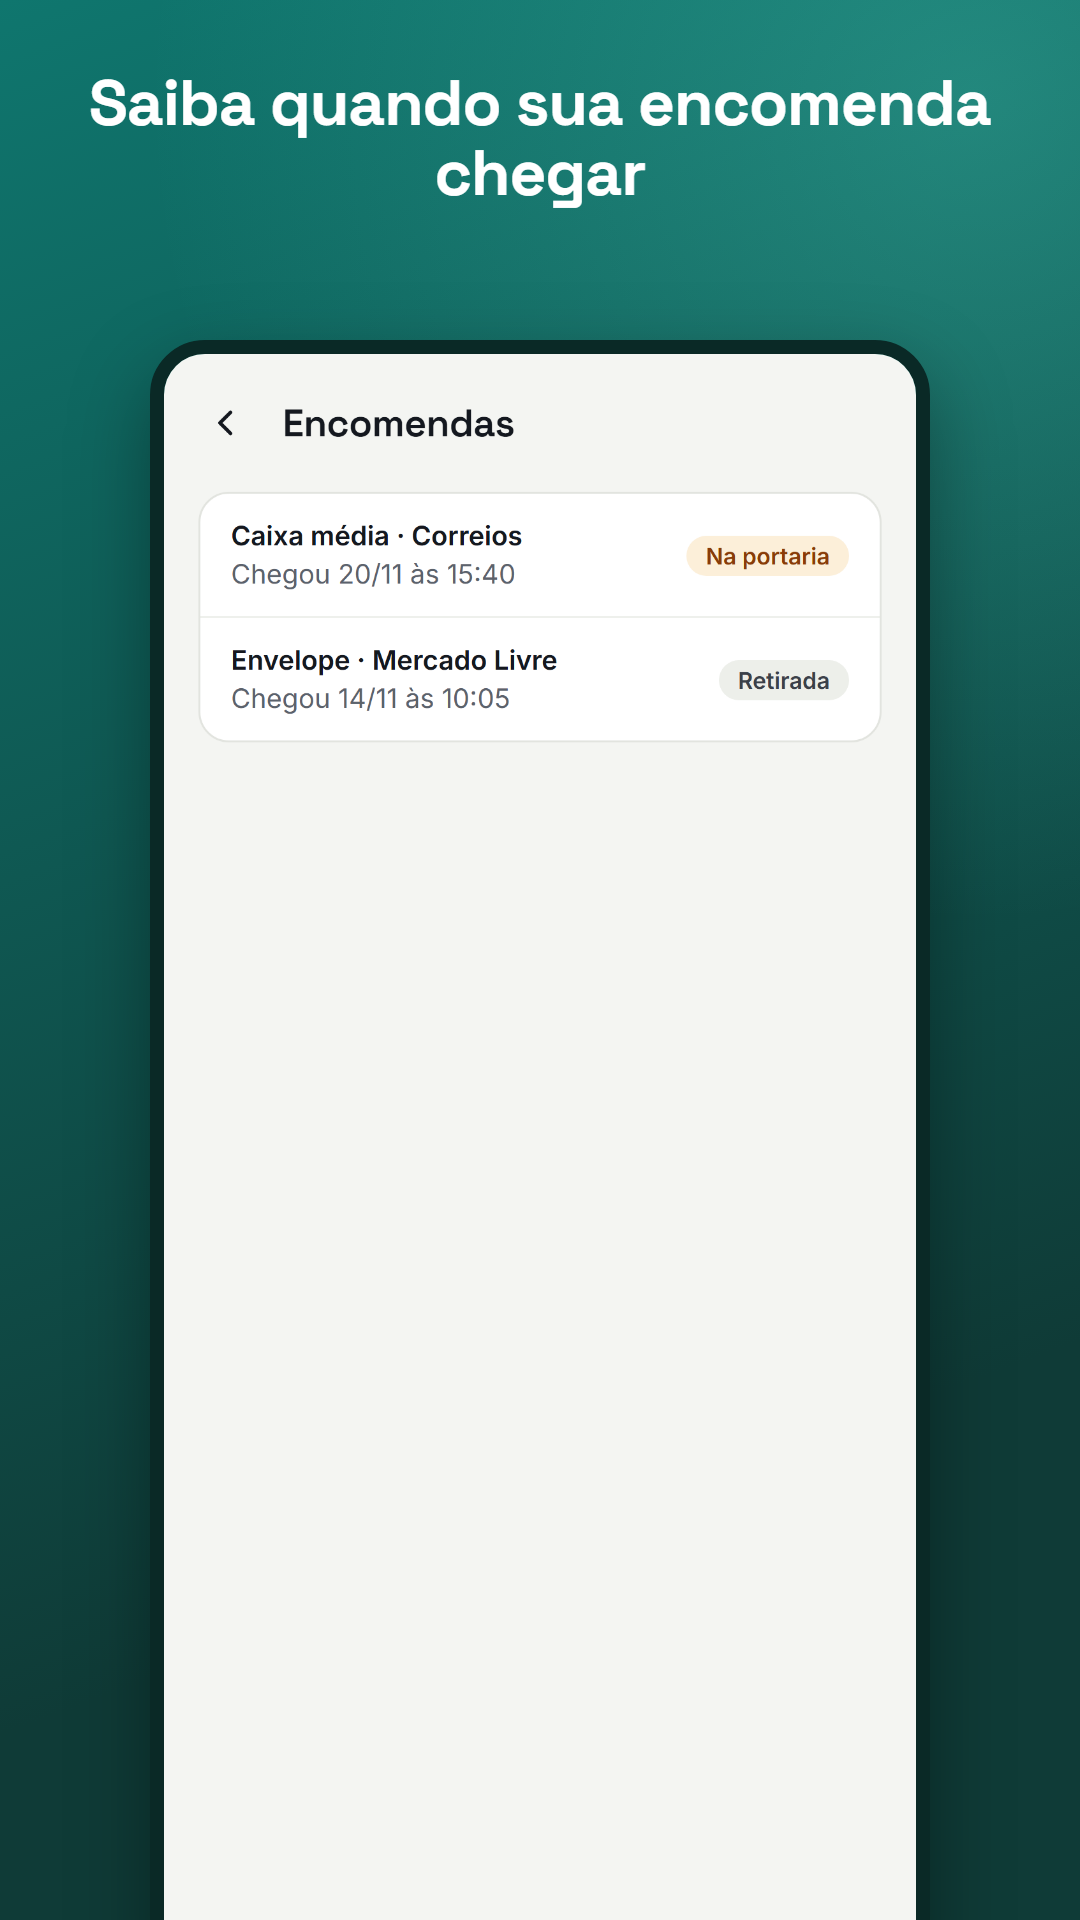 Saiba quando sua encomenda
chegar
Encomendas
Caixa média · Correios
Chegou 20/11 às 15:40
Na portaria
Envelope · Mercado Livre
Chegou 14/11 às 10:05
Retirada